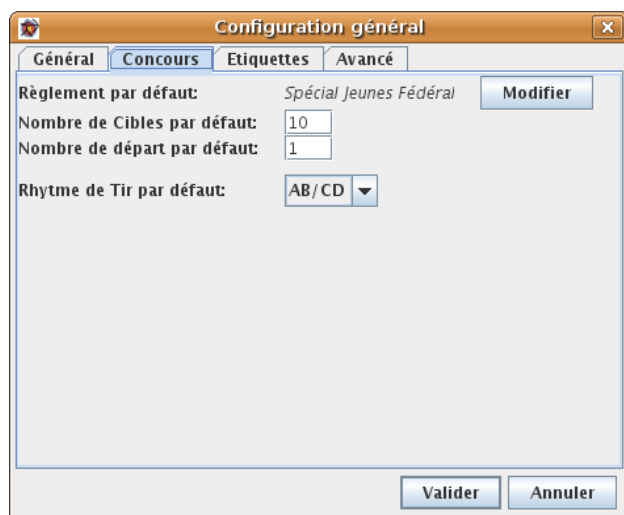 Configuration général
Général Concours Etiquettes Avancé
Règlement par défaut: Spécial Jeunes Fédéral Modifier
Nombre de Cibles par défaut: 10
Nombre de départ par défaut: 1
Rhytme de Tir par défaut: AB/CD
Valider Annuler